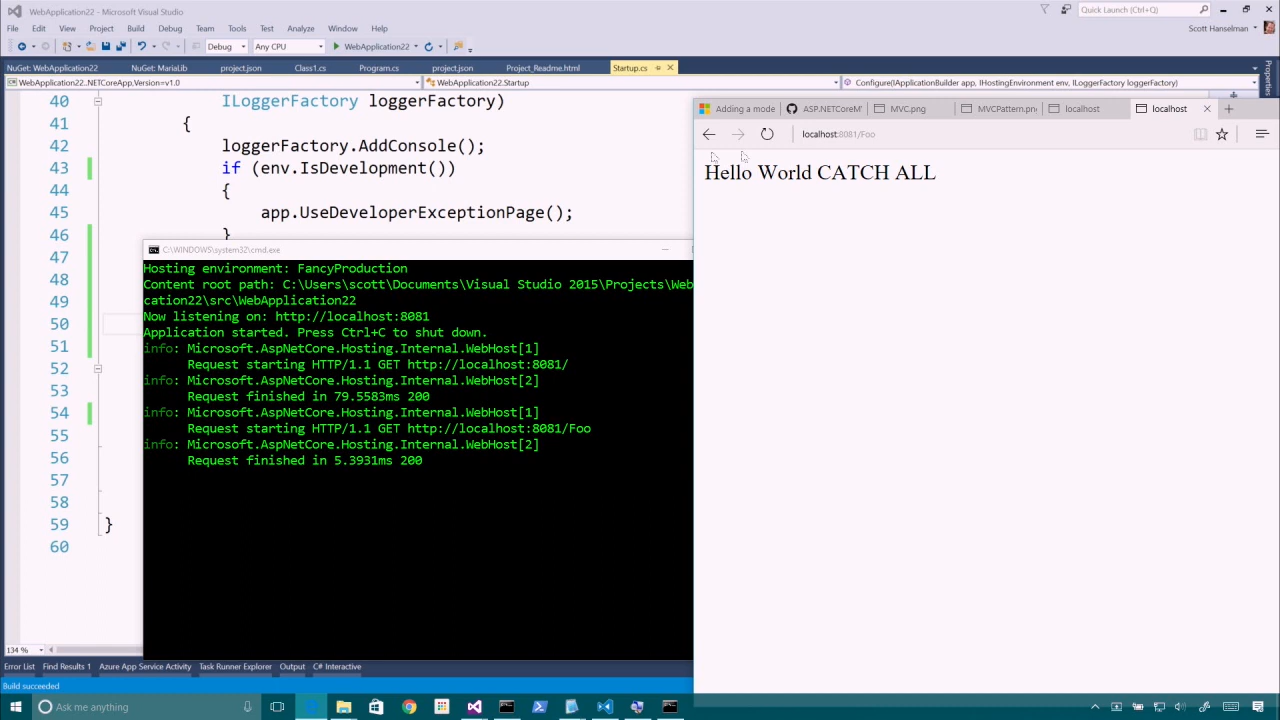 WebApplication22 - Microsoft Visual Studio
Quick Launch (Ctrl+Q)
File Edit View Project Build Debug Team Tools Test Analyze Window Help
Scott Hanselman
Debug Any CPU WebApplication22
NuGet: WebApplication22 NuGet: MariaLib project.json Class1.cs Program.cs project.json Project_Readme.html Startup.cs
WebApplication22..NETCoreApp,Version=v1.0 WebApplication22.Startup Configure(IApplicationBuilder app, IHostingEnvironment env, ILoggerFactory loggerFactory)
Properties
40 ILoggerFactory loggerFactory)
41 {
42 loggerFactory.AddConsole();
43 if (env.IsDevelopment())
44 {
45 app.UseDeveloperExceptionPage();
46 }
47
48
49
50
51
52
53
54
55
56
57
58
59 }
60
C:\WINDOWS\system32\cmd.exe
Hosting environment: FancyProduction
Content root path: C:\Users\scott\Documents\Visual Studio 2015\Projects\Web
cation22\src\WebApplication22
Now listening on: http://localhost:8081
Application started. Press Ctrl+C to shut down.
info: Microsoft.AspNetCore.Hosting.Internal.WebHost[1]
Request starting HTTP/1.1 GET http://localhost:8081/
info: Microsoft.AspNetCore.Hosting.Internal.WebHost[2]
Request finished in 79.5583ms 200
info: Microsoft.AspNetCore.Hosting.Internal.WebHost[1]
Request starting HTTP/1.1 GET http://localhost:8081/Foo
info: Microsoft.AspNetCore.Hosting.Internal.WebHost[2]
Request finished in 5.3931ms 200
Adding a mode ASP.NETCoreM MVC.png MVCPattern.png localhost localhost
localhost:8081/Foo
Hello World CATCH ALL
134 %
Error List Find Results 1 Azure App Service Activity Task Runner Explorer Output C# Interactive
Build succeeded
Ask me anything